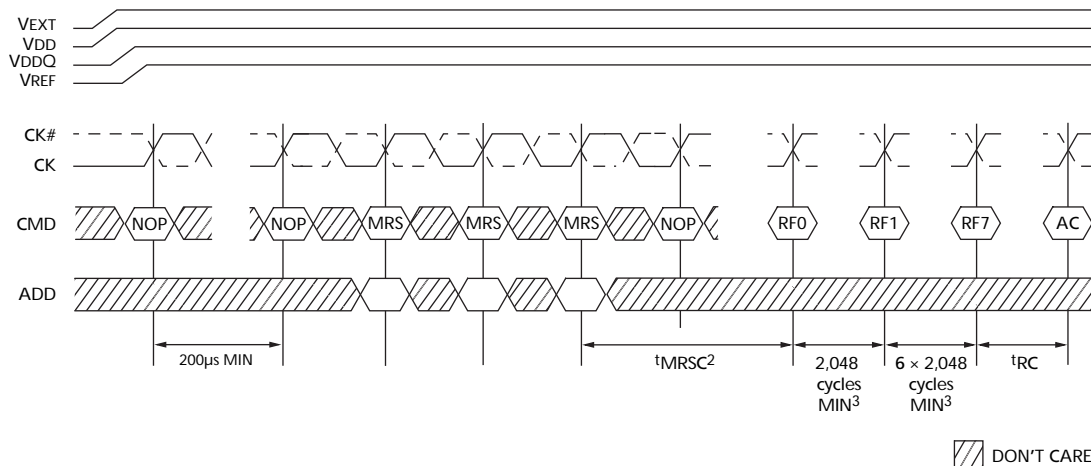 VEXT
VDD
VDDQ
VREF
CK#
CK
CMD NOP NOP MRS MRS MRS NOP RF0 RF1 RF7 AC
ADD
200µs MIN
tMRSC2
2,048
cycles
MIN3
6 × 2,048
cycles
MIN3
tRC
DON'T CARE